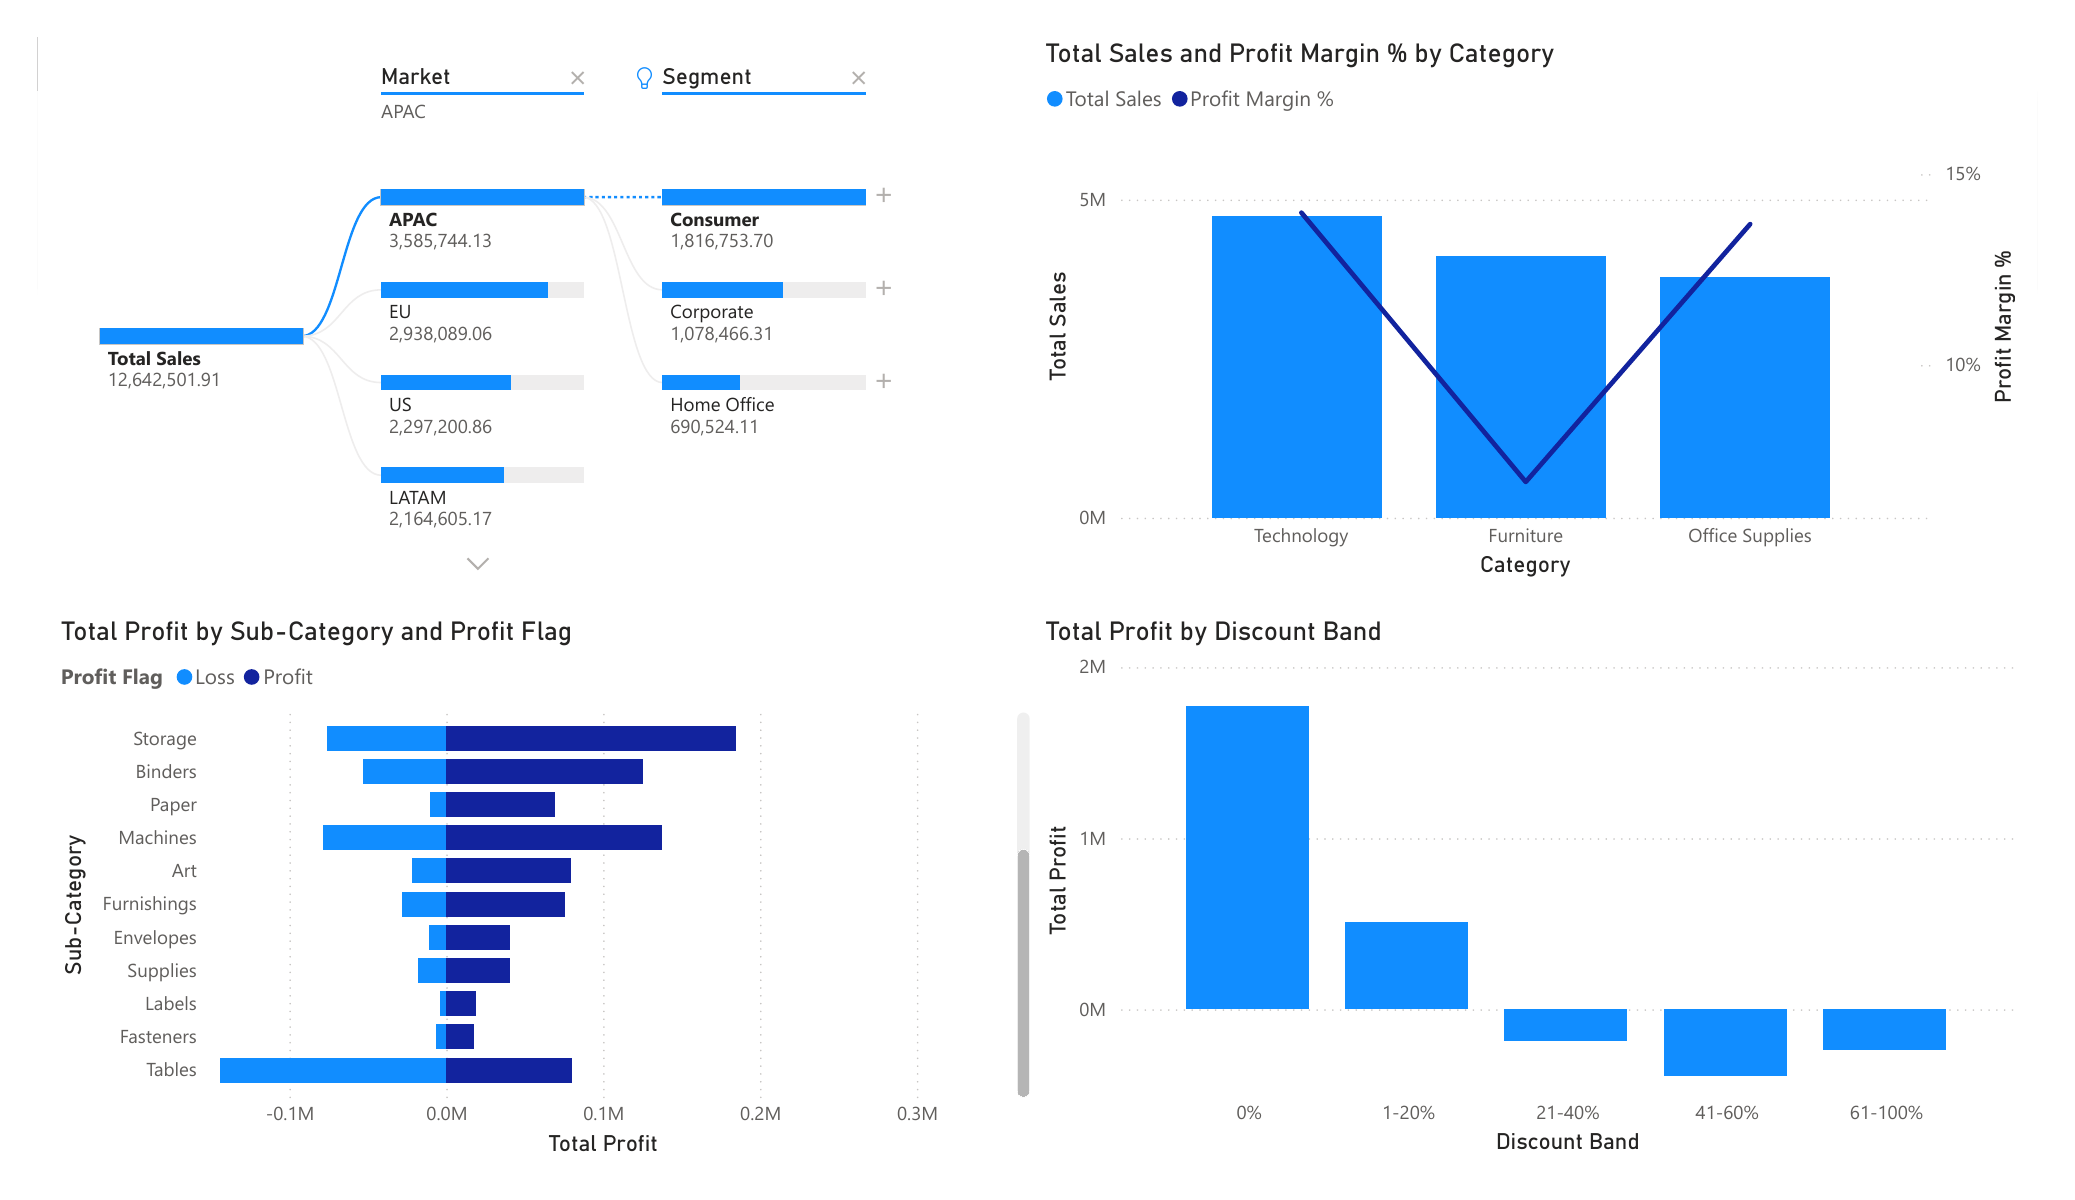 Market
Segment
APAC
APAC
3,585,744.13
Consumer
1,816,753.70
EU
2,938,089.06
Corporate
1,078,466.31
Total Sales
12,642,501.91
US
2,297,200.86
Home Office
690,524.11
LATAM
2,164,605.17
Total Sales and Profit Margin % by Category
Total Sales Profit Margin %
15%
5M
10%
0M
Total Sales
Profit Margin %
Technology Furniture Office Supplies
Category
Total Profit by Sub-Category and Profit Flag
Profit Flag Loss Profit
Sub-Category
Storage
Binders
Paper
Machines
Art
Furnishings
Envelopes
Supplies
Labels
Fasteners
Tables
-0.1M 0.0M 0.1M 0.2M 0.3M
Total Profit
Total Profit by Discount Band
2M
1M
0M
Total Profit
0% 1-20% 21-40% 41-60% 61-100%
Discount Band